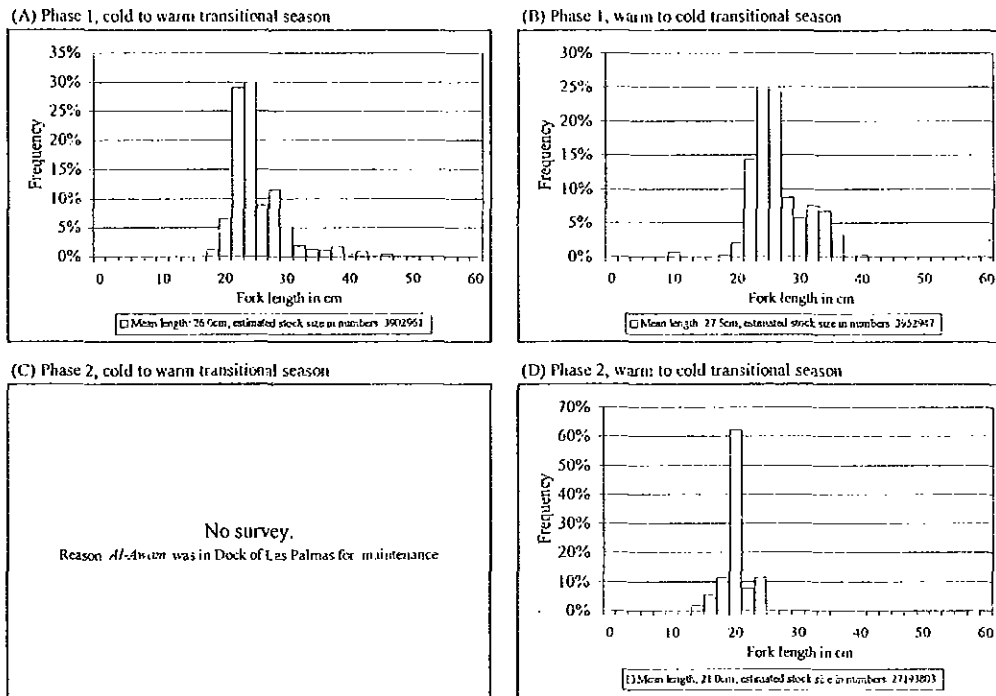 (A) Phase 1, cold to warm transitional season
35%
30%
25%
20%
15%
10%
5%
0%
Frequency
0 10 20 30 40 50 60
Fork length in cm
Mean length: 26.0cm, estimated stock size in numbers 3902961
(B) Phase 1, warm to cold transitional season
30%
25%
20%
15%
10%
5%
0%
Frequency
0 10 20 30 40 50 60
Fork length in cm
Mean length 27.5cm, estimated stock size in numbers 3952947
(C) Phase 2, cold to warm transitional season
No survey.
Reason Al-Awam was in Dock of Las Palmas for maintenance
(D) Phase 2, warm to cold transitional season
70%
60%
50%
40%
30%
20%
10%
0%
Frequency
0 10 20 30 40 50 60
Fork length in cm
Mean length, 21.0cm, estimated stock size in numbers 27193803